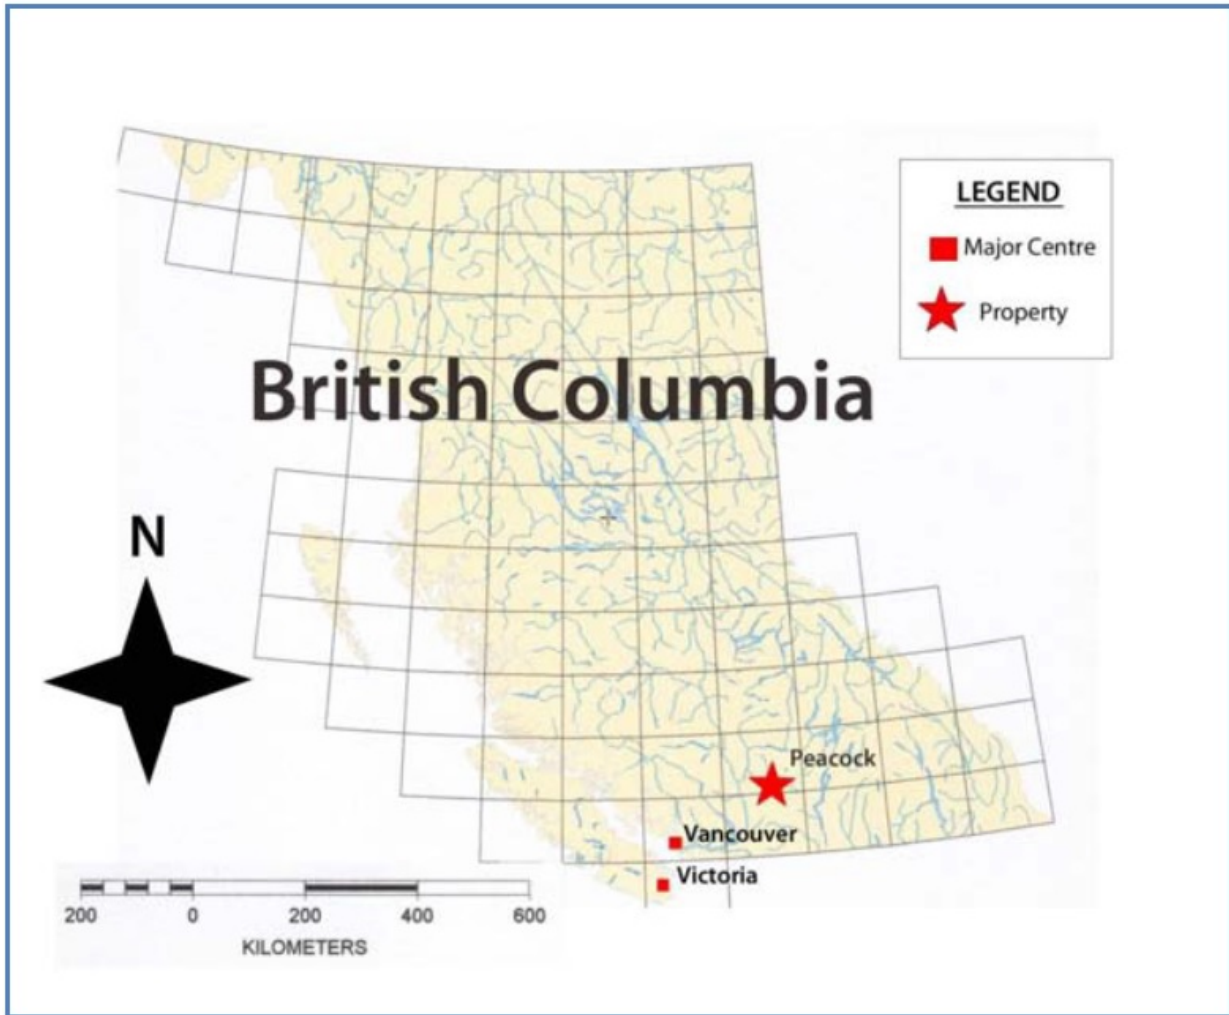 LEGEND
Major Centre
Property
British Columbia
N
Peacock
Vancouver
Victoria
200 0 200 400 600
KILOMETERS